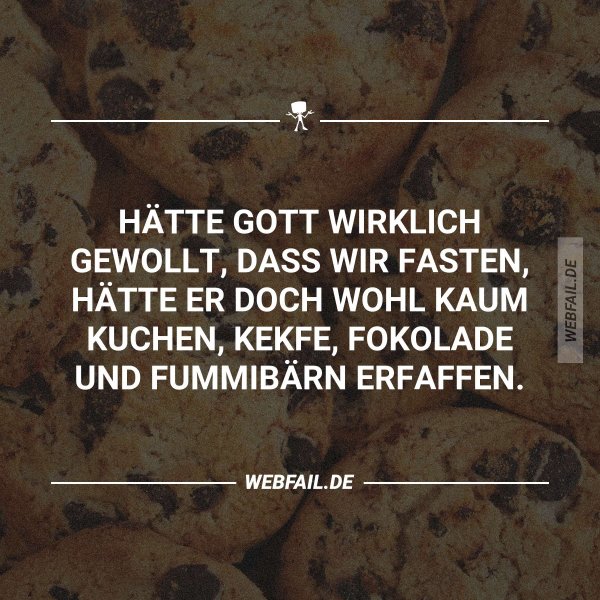 HÄTTE GOTT WIRKLICH
GEWOLLT, DASS WIR FASTEN,
HÄTTE ER DOCH WOHL KAUM
KUCHEN, KEKFE, FOKOLADE
UND FUMMIBÄRN ERFAFFEN.
WEBFAIL.DE
WEBFAIL.DE